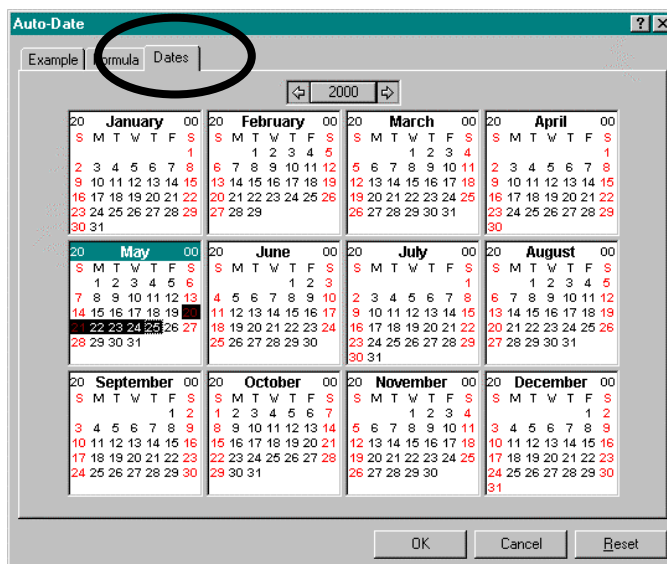 Auto-Date
Example Formula Dates
2000
20 January 00
S M T W T F S
1
2 3 4 5 6 7 8
9 10 11 12 13 14 15
16 17 18 19 20 21 22
23 24 25 26 27 28 29
30 31
20 February 00
S M T W T F S
1 2 3 4 5
6 7 8 9 10 11 12
13 14 15 16 17 18 19
20 21 22 23 24 25 26
27 28 29
20 March 00
S M T W T F S
1 2 3 4
5 6 7 8 9 10 11
12 13 14 15 16 17 18
19 20 21 22 23 24 25
26 27 28 29 30 31
20 April 00
S M T W T F S
1
2 3 4 5 6 7 8
9 10 11 12 13 14 15
16 17 18 19 20 21 22
23 24 25 26 27 28 29
30
20 May 00
S M T W T F S
1 2 3 4 5 6
7 8 9 10 11 12 13
14 15 16 17 18 19 20
21 22 23 24 25 26 27
28 29 30 31
20 June 00
S M T W T F S
1 2 3
4 5 6 7 8 9 10
11 12 13 14 15 16 17
18 19 20 21 22 23 24
25 26 27 28 29 30
20 July 00
S M T W T F S
1
2 3 4 5 6 7 8
9 10 11 12 13 14 15
16 17 18 19 20 21 22
23 24 25 26 27 28 29
30 31
20 August 00
S M T W T F S
1 2 3 4 5
6 7 8 9 10 11 12
13 14 15 16 17 18 19
20 21 22 23 24 25 26
27 28 29 30 31
20 September 00
S M T W T F S
1 2
3 4 5 6 7 8 9
10 11 12 13 14 15 16
17 18 19 20 21 22 23
24 25 26 27 28 29 30
20 October 00
S M T W T F S
1 2 3 4 5 6 7
8 9 10 11 12 13 14
15 16 17 18 19 20 21
22 23 24 25 26 27 28
29 30 31
20 November 00
S M T W T F S
1 2 3 4
5 6 7 8 9 10 11
12 13 14 15 16 17 18
19 20 21 22 23 24 25
26 27 28 29 30
20 December 00
S M T W T F S
1 2
3 4 5 6 7 8 9
10 11 12 13 14 15 16
17 18 19 20 21 22 23
24 25 26 27 28 29 30
31
OK Cancel Reset